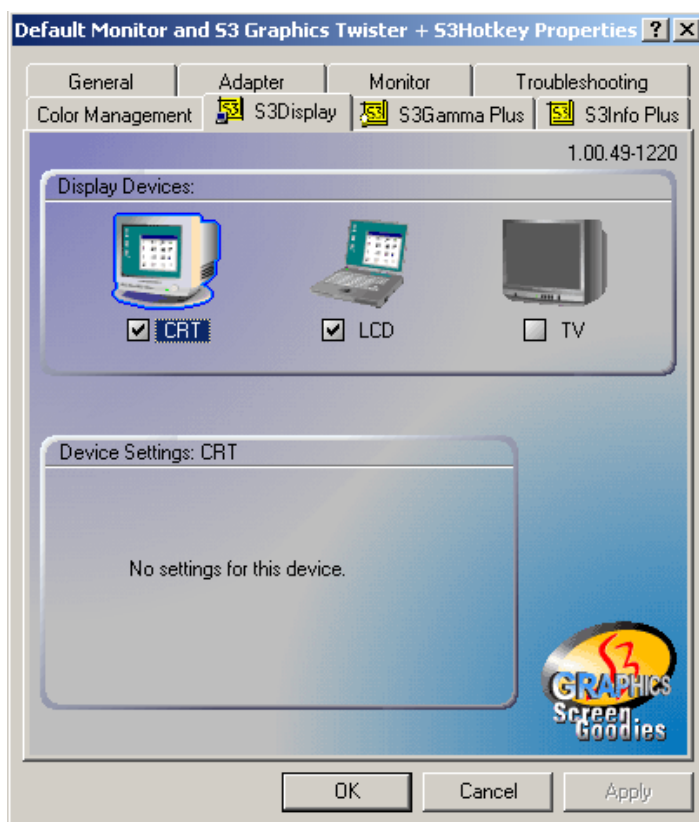 Default Monitor and S3 Graphics Twister + S3Hotkey Properties ? X
General Adapter Monitor Troubleshooting
Color Management S3Display S3Gamma Plus S3Info Plus
1.00.49-1220
Display Devices:
CRT LCD TV
Device Settings: CRT
No settings for this device.
S3
GRAPHICS
Screen
Goodies
OK Cancel Apply